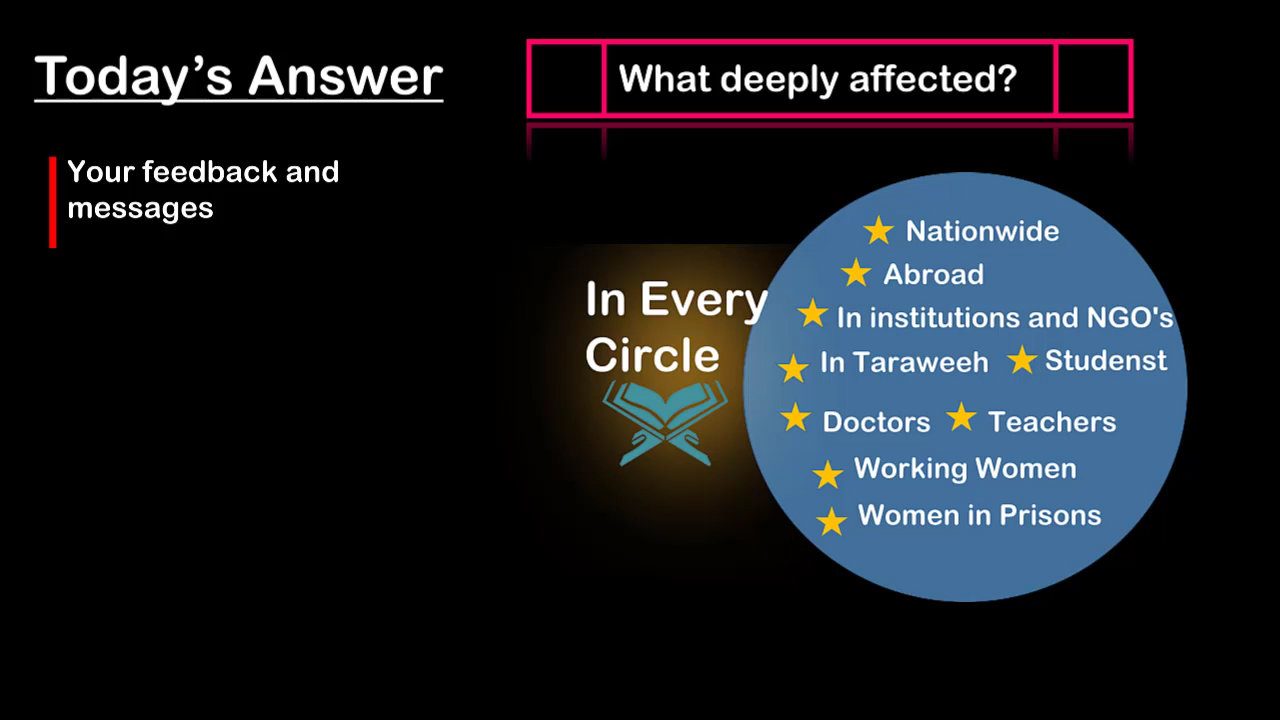 Today’s Answer
What deeply affected?
Your feedback and
messages
In Every
Circle
Nationwide
Abroad
In institutions and NGO's
In Taraweeh
Studenst
Doctors
Teachers
Working Women
Women in Prisons